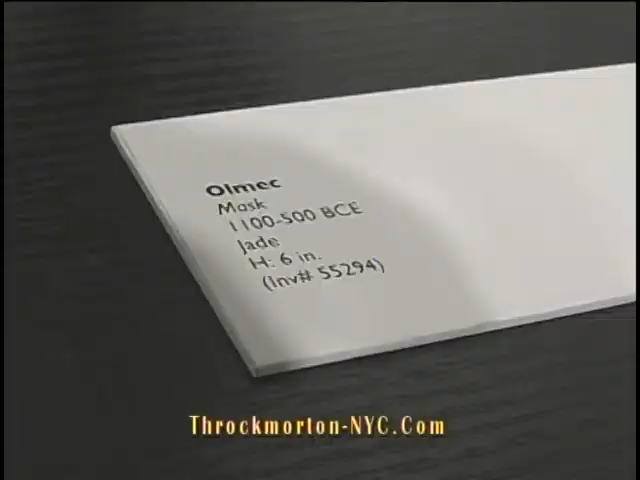 Olmec
Mask
1100-500 BCE
Jade
H: 6 in.
(Inv# 55294)
Throckmorton-NYC.Com